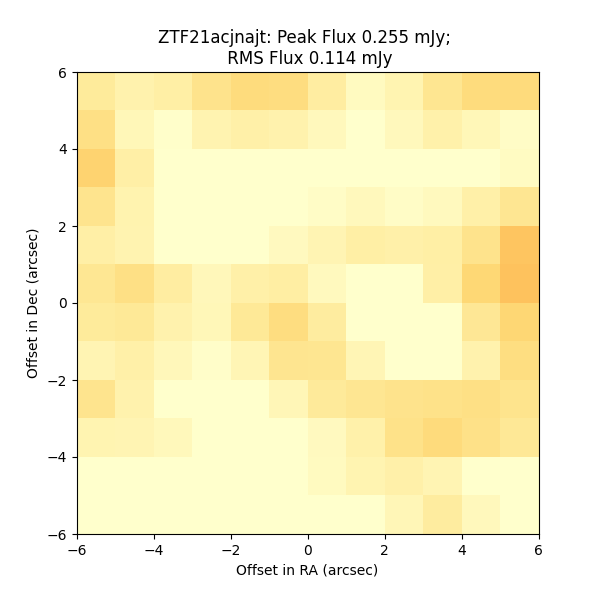 ZTF21acjnajt: Peak Flux 0.255 mJy;
RMS Flux 0.114 mJy
6
4
2
0
−2
−4
−6
Offset in Dec (arcsec)
−6 −4 −2 0 2 4 6
Offset in RA (arcsec)